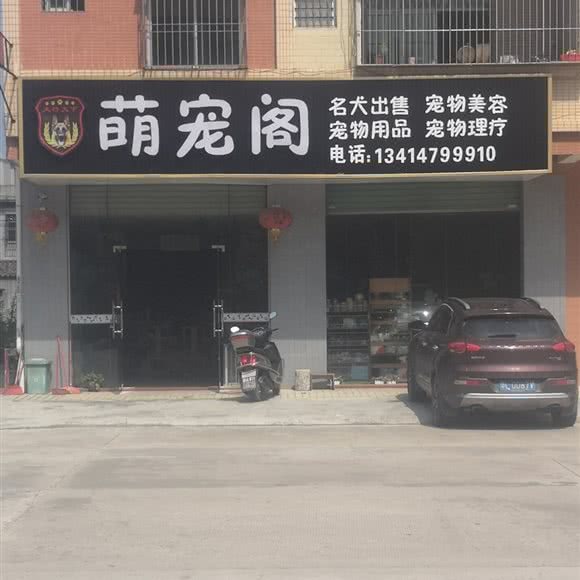 萌宠阁
名犬出售 宠物美容
宠物用品 宠物理疗
电话:13414799910